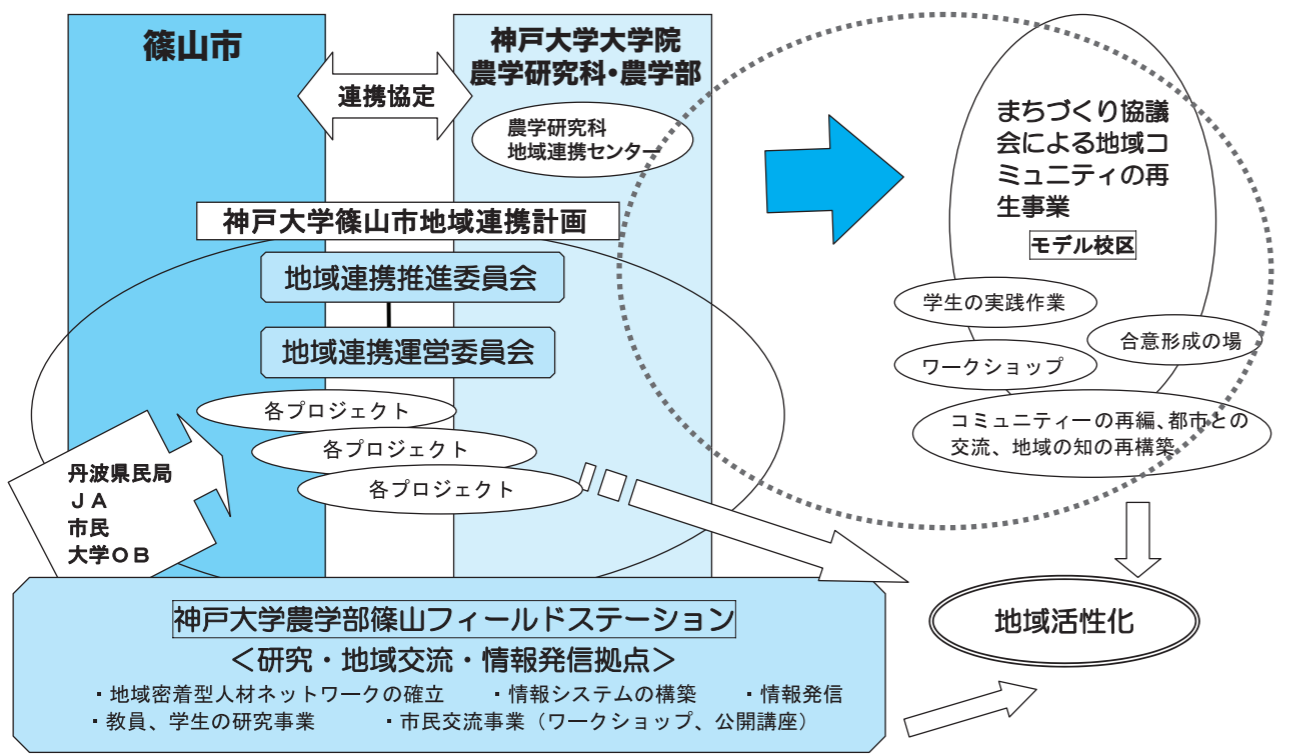 篠山市
神戸大学大学院
農学研究科・農学部
連携協定
農学研究科
地域連携センター
神戸大学篠山市地域連携計画
地域連携推進委員会
地域連携運営委員会
各プロジェクト
各プロジェクト
各プロジェクト
丹波県民局
ＪＡ
市民
大学ＯＢ
まちづくり協議
会による地域コ
ミュニティの再
生事業
モデル校区
学生の実践作業
合意形成の場
ワークショップ
コミュニティーの再編、都市との
交流、地域の知の再構築
地域活性化
神戸大学農学部篠山フィールドステーション
＜研究・地域交流・情報発信拠点＞
・地域密着型人材ネットワークの確立　・情報システムの構築　・情報発信
・教員、学生の研究事業　・市民交流事業（ワークショップ、公開講座）